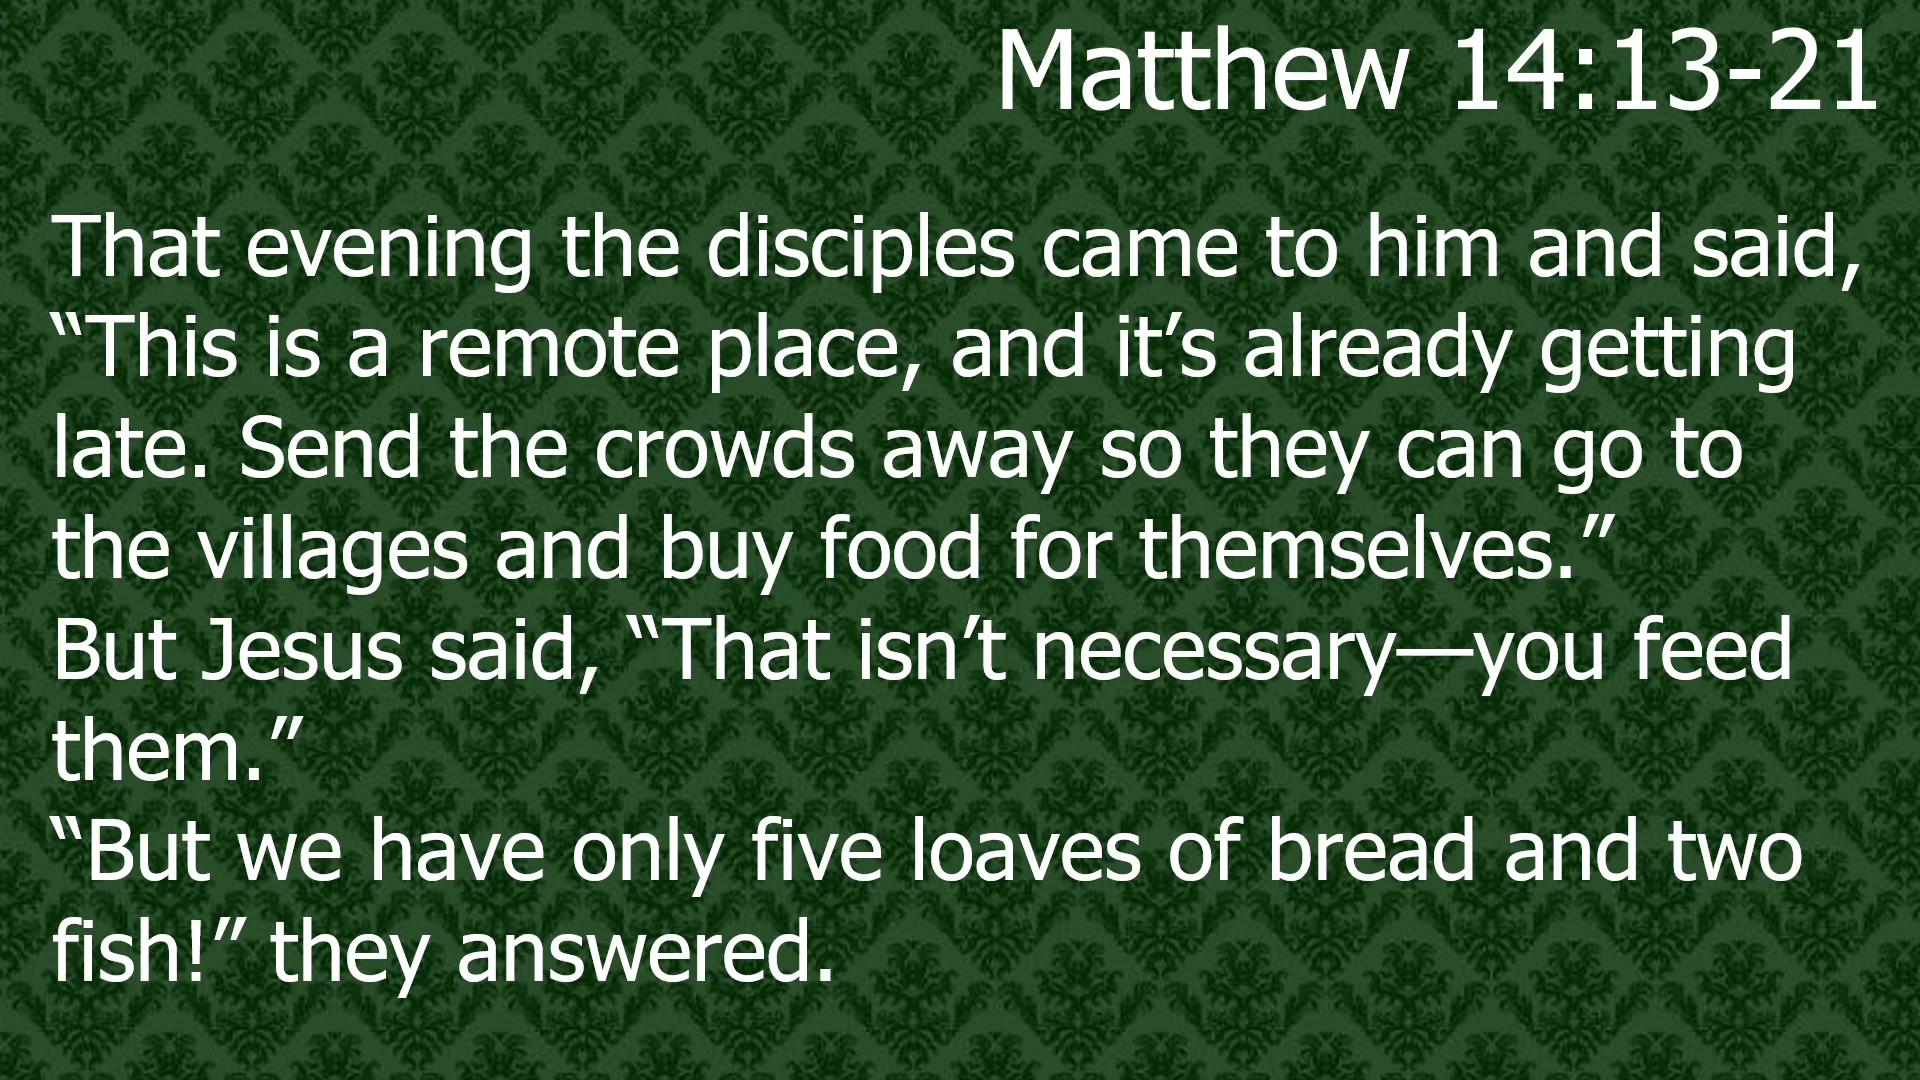 Matthew 14:13-21
That evening the disciples came to him and said,
“This is a remote place, and it’s already getting
late. Send the crowds away so they can go to
the villages and buy food for themselves.”
But Jesus said, “That isn’t necessary—you feed
them.”
“But we have only five loaves of bread and two
fish!” they answered.